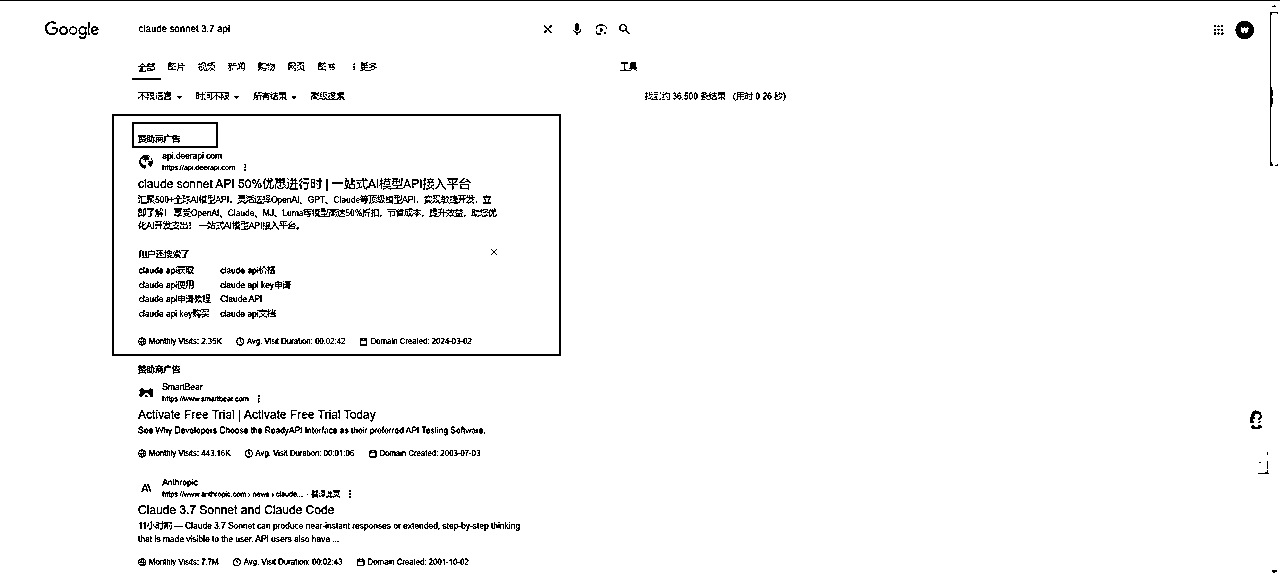 Google
claude sonnet 3.7 api
全部 图片 视频 新闻 购物 网页 图书 更多 工具
不限语言 时间不限 所有结果 高级搜索 找到约 36,500 条结果 (用时 0.26 秒)
赞助商广告
api.deerapi.com
https://api.deerapi.com
claude sonnet API 50%优惠进行时 | 一站式AI模型API接入平台
汇聚500+全球AI模型API，灵活选择OpenAI、GPT、Claude等顶级模型API，实现敏捷开发，立
即了解！享受OpenAI、Claude、MJ、Luma等模型高达50%折扣，节省成本，提升效益，助您优
化AI开发支出！ 一站式AI模型API接入平台。
用户还搜索了
claude api获取 claude api价格
claude api使用 claude api key申请
claude api申请教程 Claude API
claude api key购买 claude api文档
Monthly Visits: 2.35K Avg. Visit Duration: 00:02:42 Domain Created: 2024-03-02
赞助商广告
SmartBear
https://www.smartbear.com
Activate Free Trial | Activate Free Trial Today
See Why Developers Choose the ReadyAPI Interface as their preferred API Testing Software.
Monthly Visits: 443.16K Avg. Visit Duration: 00:01:06 Domain Created: 2003-07-03
Anthropic
https://www.anthropic.com › news › claude... · 翻译此页
Claude 3.7 Sonnet and Claude Code
11小时前 — Claude 3.7 Sonnet can produce near-instant responses or extended, step-by-step thinking
that is made visible to the user. API users also have ...
Monthly Visits: 7.7M Avg. Visit Duration: 00:02:43 Domain Created: 2001-10-02